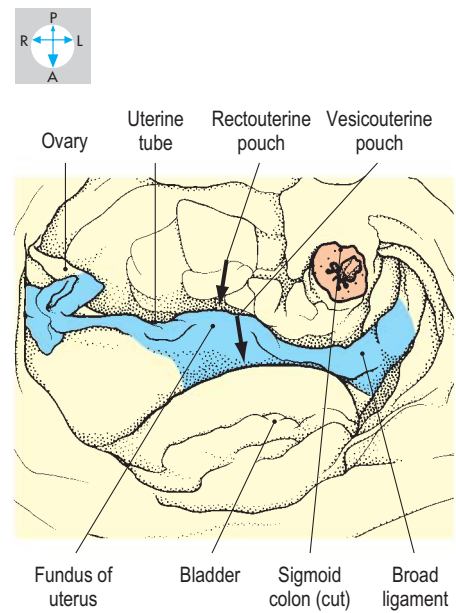 P
R L
A
Ovary
Uterine
tube
Rectouterine
pouch
Vesicouterine
pouch
Fundus of
uterus
Bladder
Sigmoid
colon (cut)
Broad
ligament